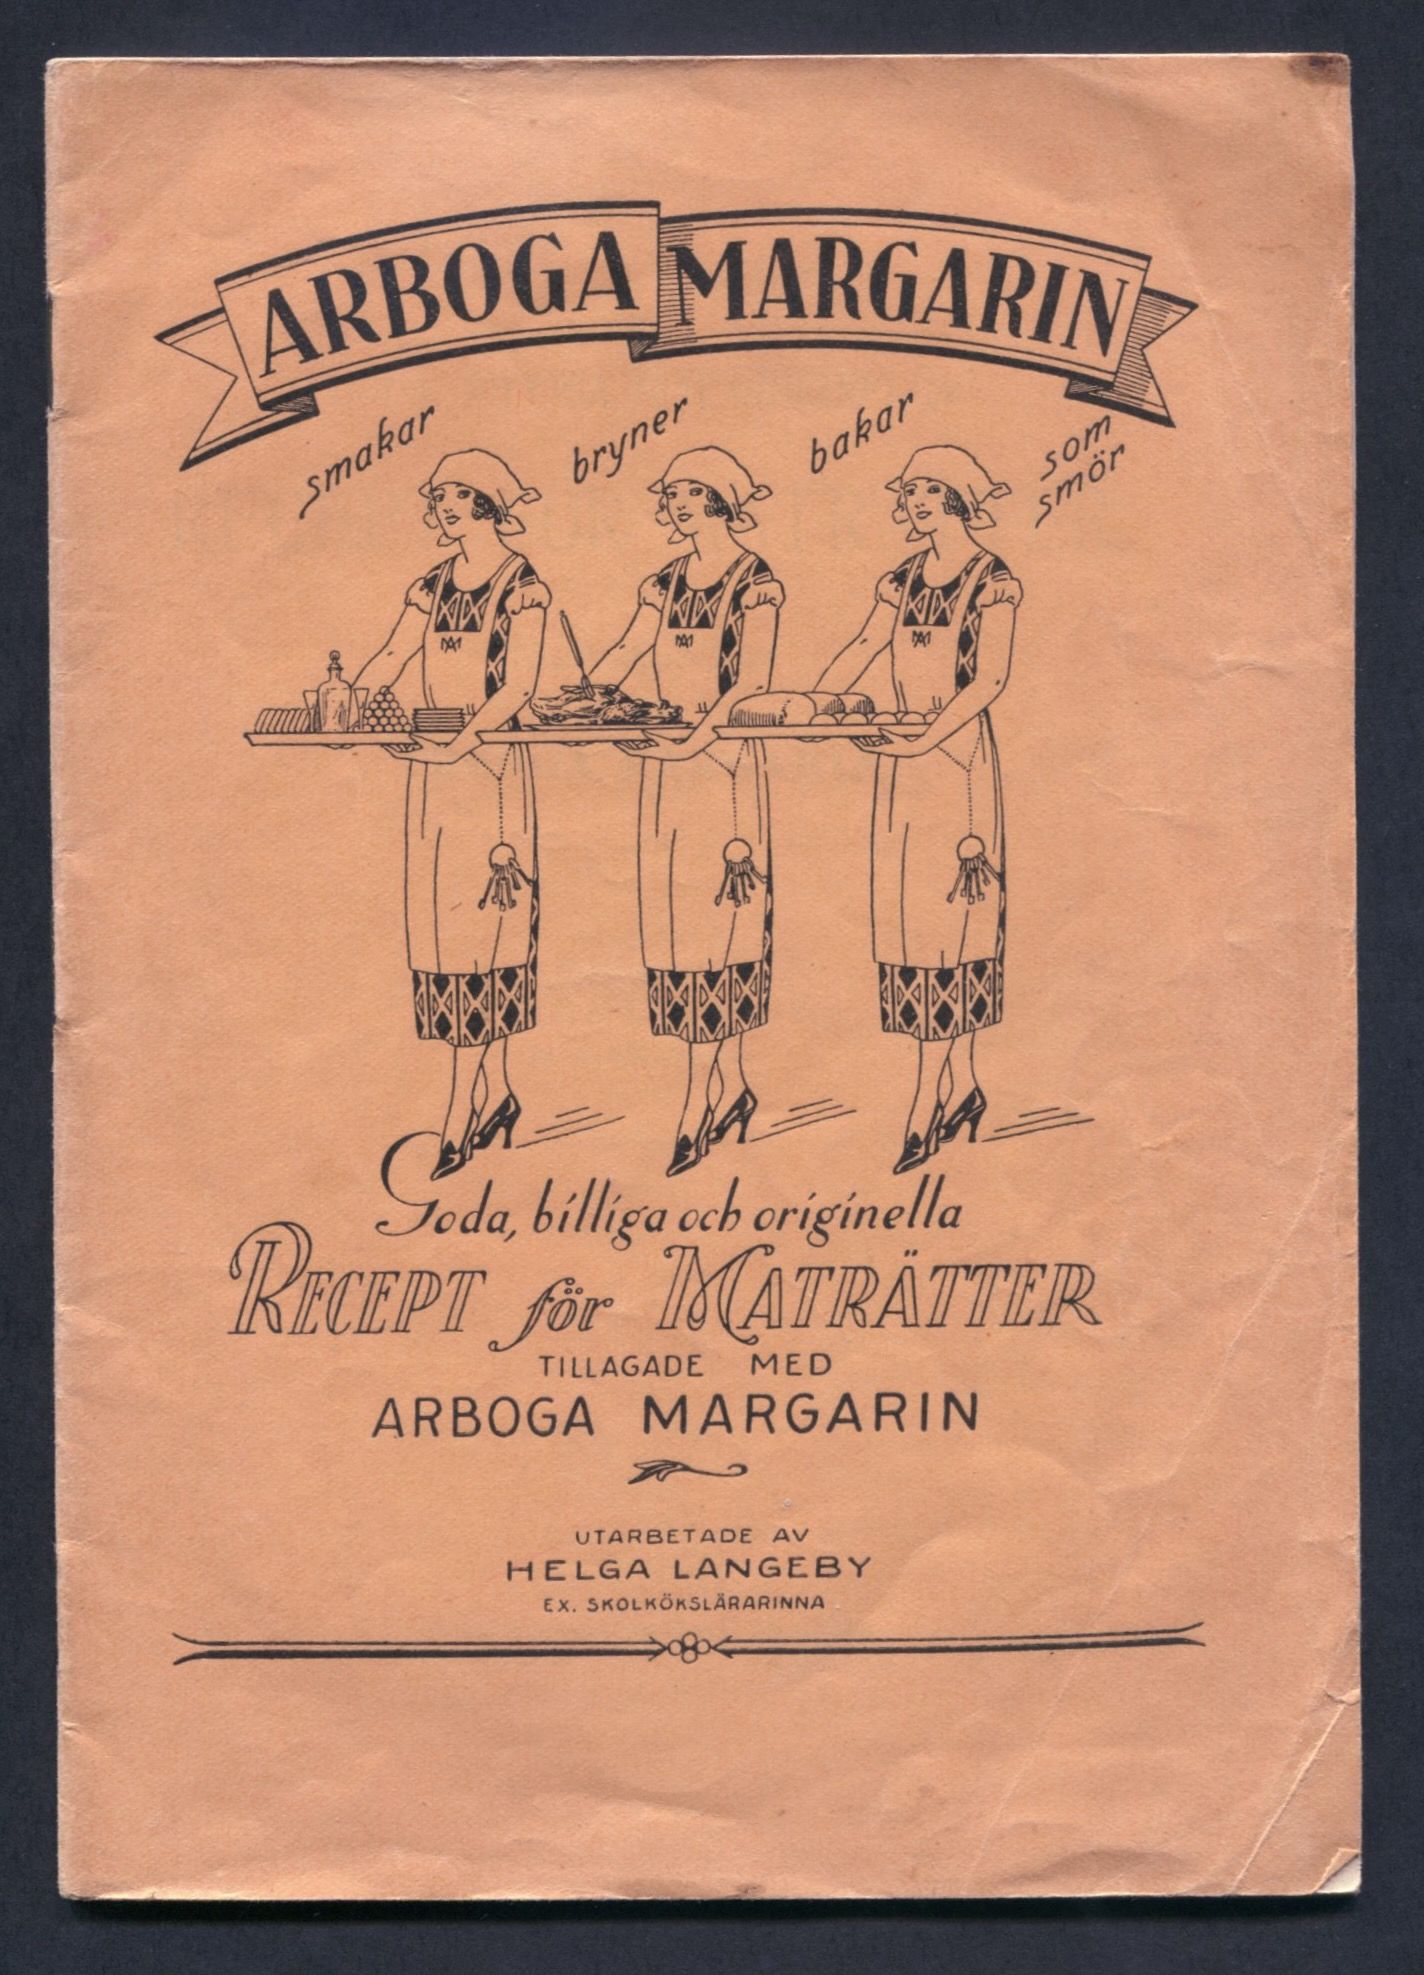 ARBOGA MARGARIN
smakar bryner bakar som
smör
Goda, billiga och originella
RECEPT för MATRÄTTER
TILLAGADE MED
ARBOGA MARGARIN
UTARBETADE AV
HELGA LANGEBY
EX. SKOLKÖKSLÄRARINNA